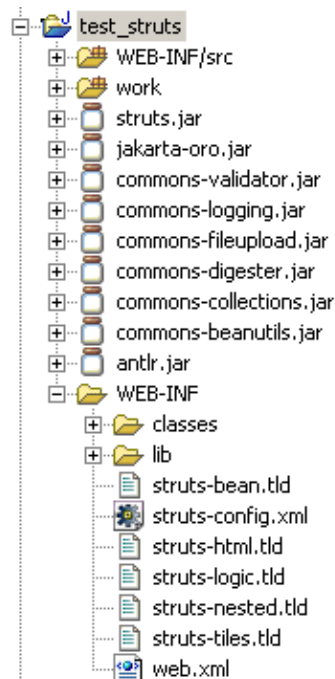 test_struts
WEB-INF/src
work
struts.jar
jakarta-oro.jar
commons-validator.jar
commons-logging.jar
commons-fileupload.jar
commons-digester.jar
commons-collections.jar
commons-beanutils.jar
antlr.jar
WEB-INF
classes
lib
struts-bean.tld
struts-config.xml
struts-html.tld
struts-logic.tld
struts-nested.tld
struts-tiles.tld
web.xml